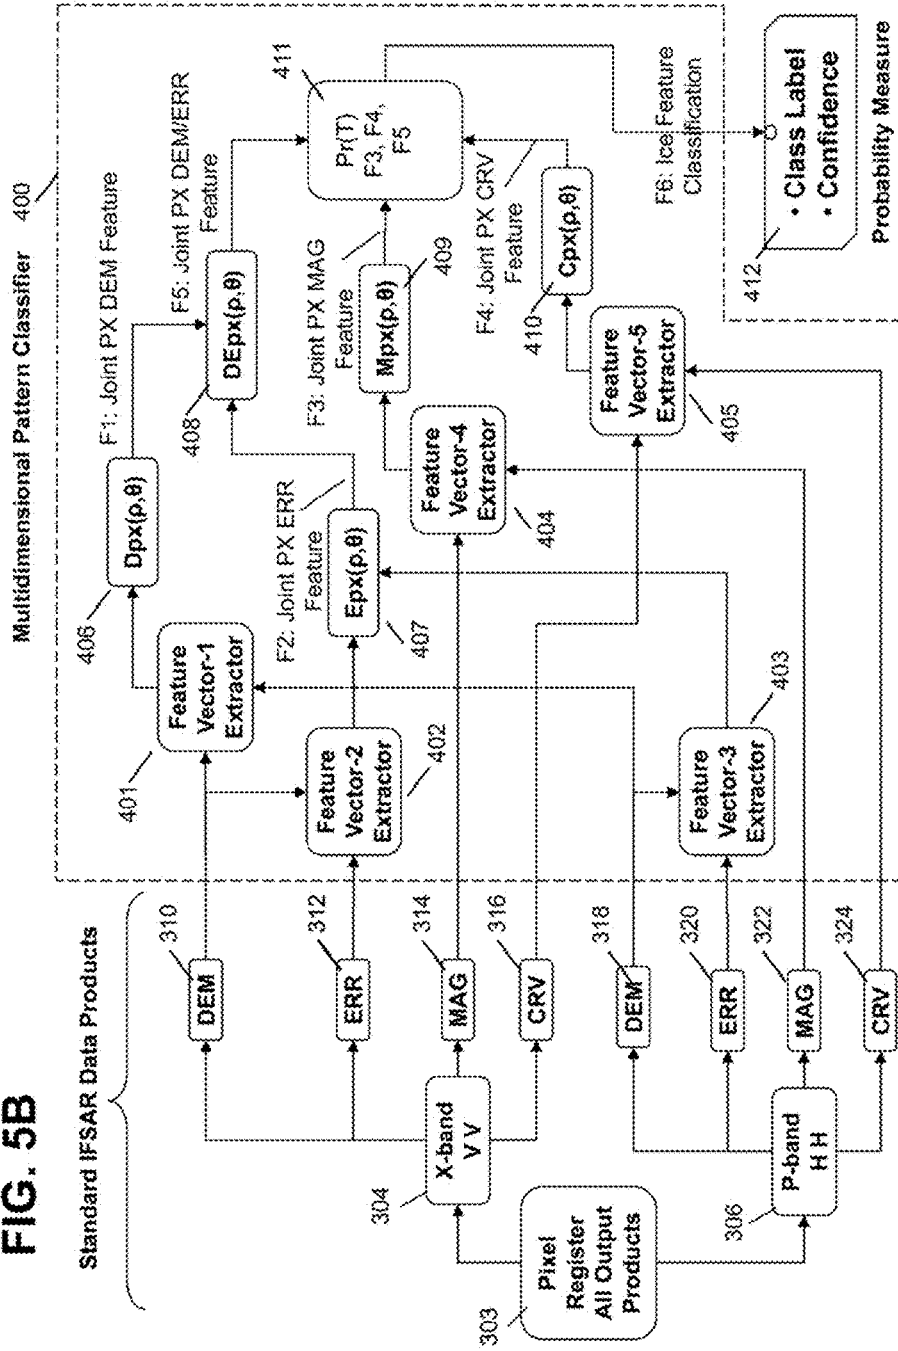 FIG. 5B
Standard IFSAR Data Products
Multidimensional Pattern Classifier 400
303
Pixel
Register
All Output
Products
304
X-band
V V
306
P-band
H H
DEM
310
ERR
312
MAG
314
CRV
316
DEM
318
ERR
320
MAG
322
CRV
324
401
Feature
Vector-1
Extractor
Feature
Vector-2
Extractor
402
Feature
Vector-3
Extractor
403
Feature
Vector-4
Extractor
404
Feature
Vector-5
Extractor
405
406
Dpx(ρ,θ)
F1: Joint PX DEM Feature
F2: Joint PX ERR
Feature
Epx(ρ,θ)
407
408
DEpx(ρ,θ)
F5: Joint PX DEM/ERR
Feature
F3: Joint PX MAG
Feature
Mpx(ρ,θ)
409
F4: Joint PX CRV
Feature
410
Cpx(ρ,θ)
411
Pr(T)
F3, F4,
F5
F6: Ice Feature
Classification
412
• Class Label
• Confidence
Probability Measure